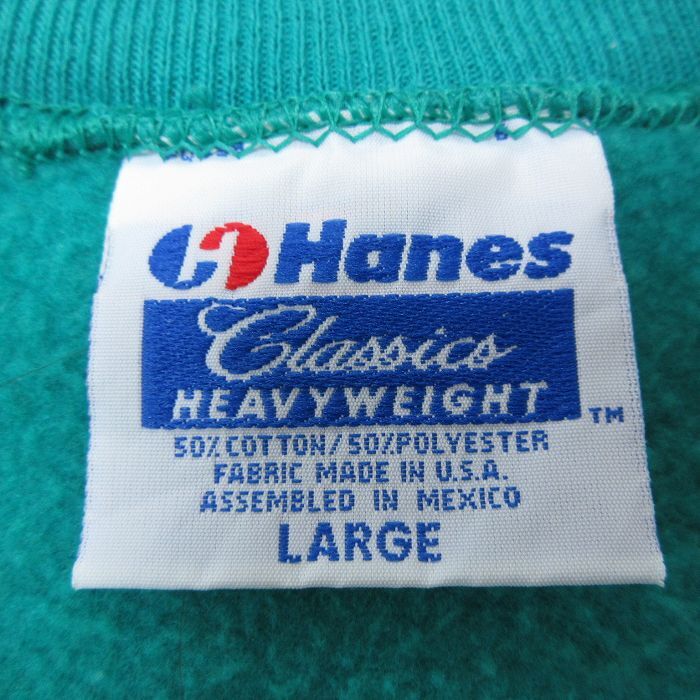 Hanes
Classics
HEAVYWEIGHT ™
50% COTTON/50% POLYESTER
FABRIC MADE IN U.S.A.
ASSEMBLED IN MEXICO
LARGE